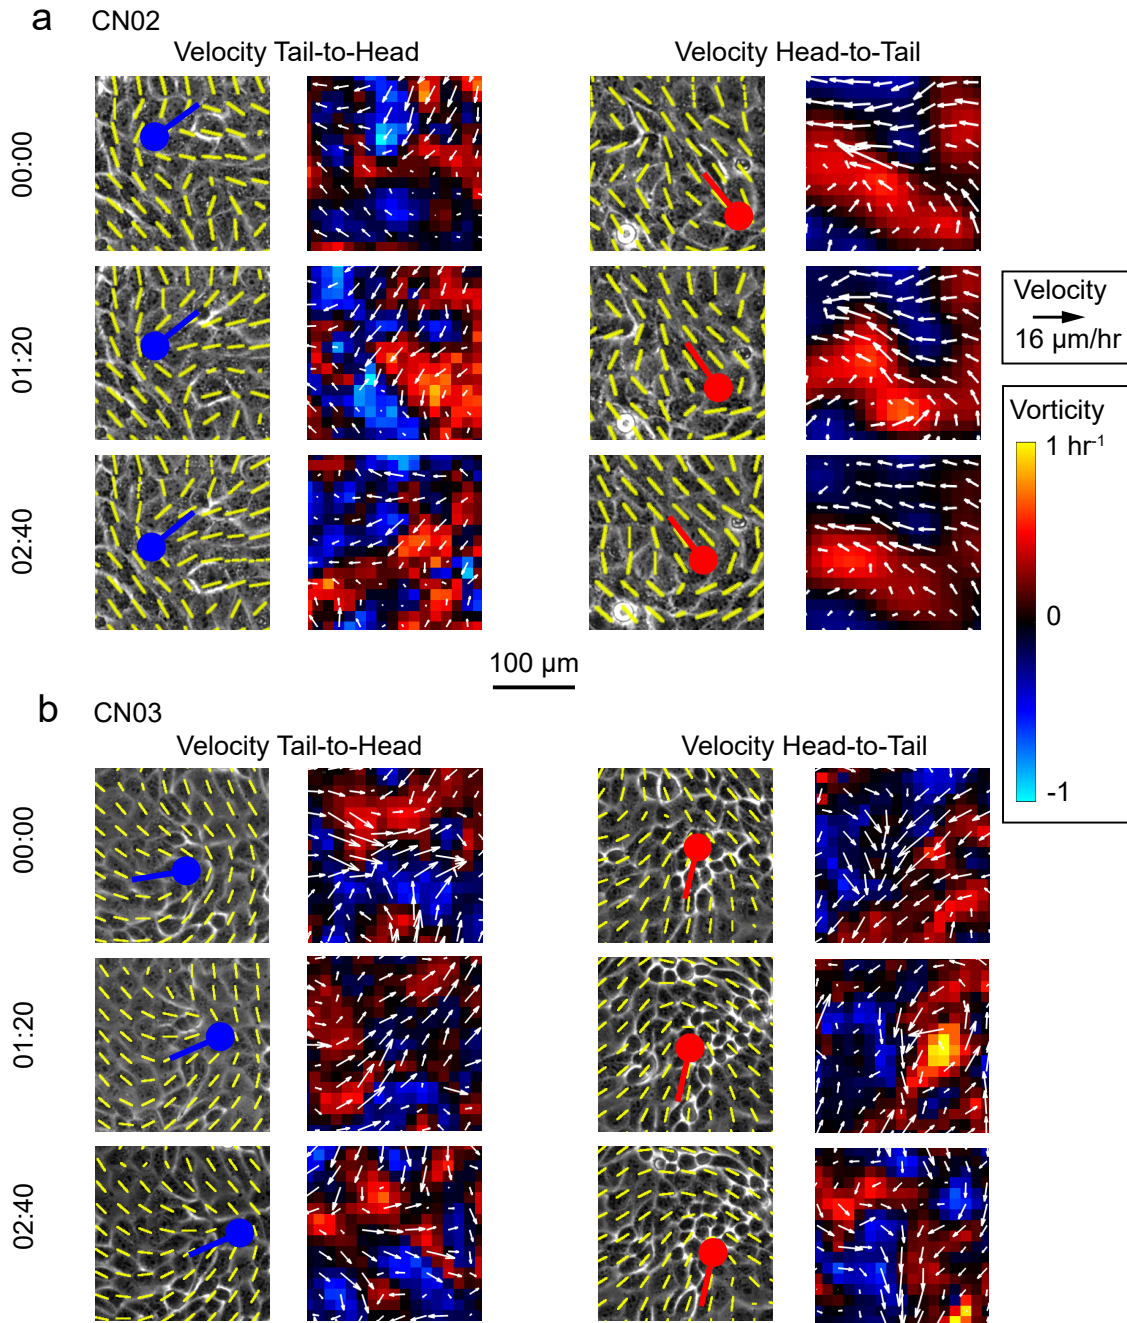 a CN02
Velocity Tail-to-Head Velocity Head-to-Tail
00:00
01:20
02:40
Velocity
16 µm/hr
Vorticity
1 hr⁻¹
0
-1
100 µm
b CN03
Velocity Tail-to-Head Velocity Head-to-Tail
00:00
01:20
02:40